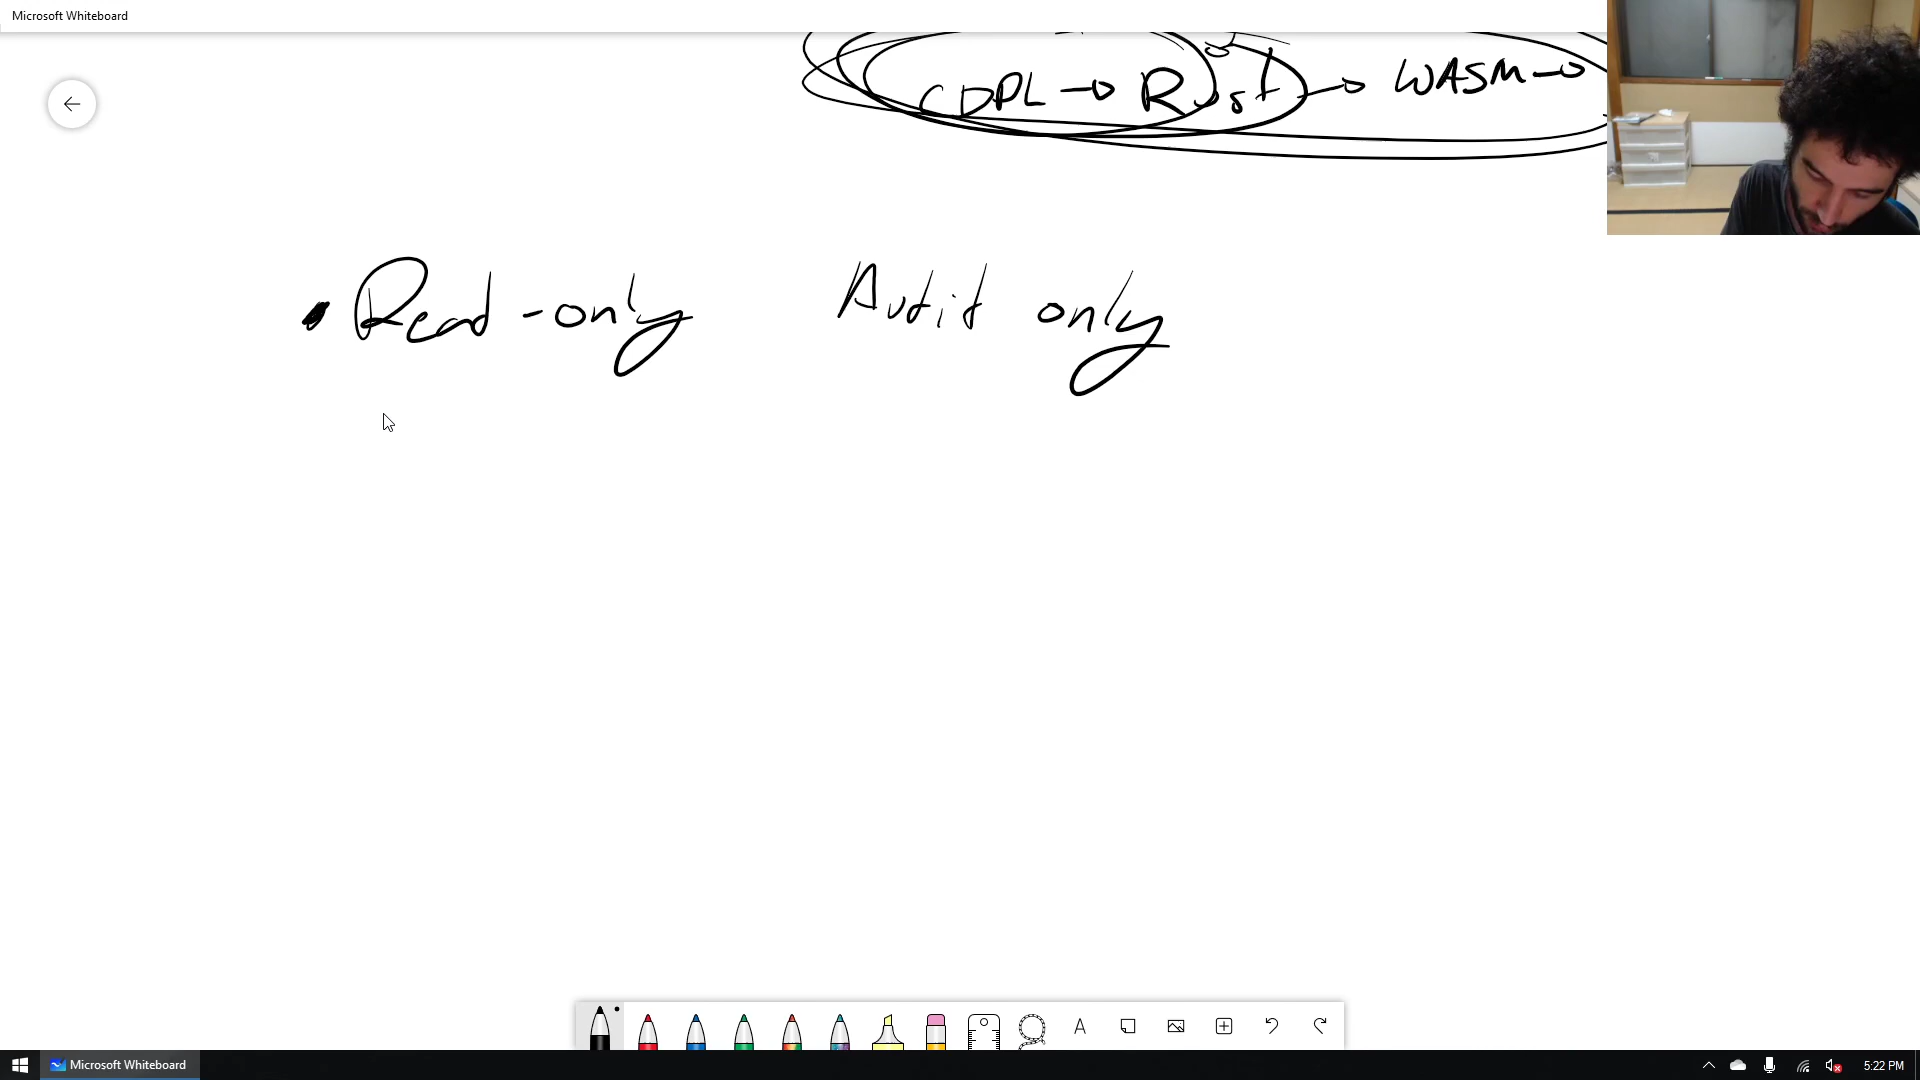 Microsoft Whiteboard
CDPL → Rust → WASM →
• Read-only Audit only
A
Microsoft Whiteboard
5:22 PM